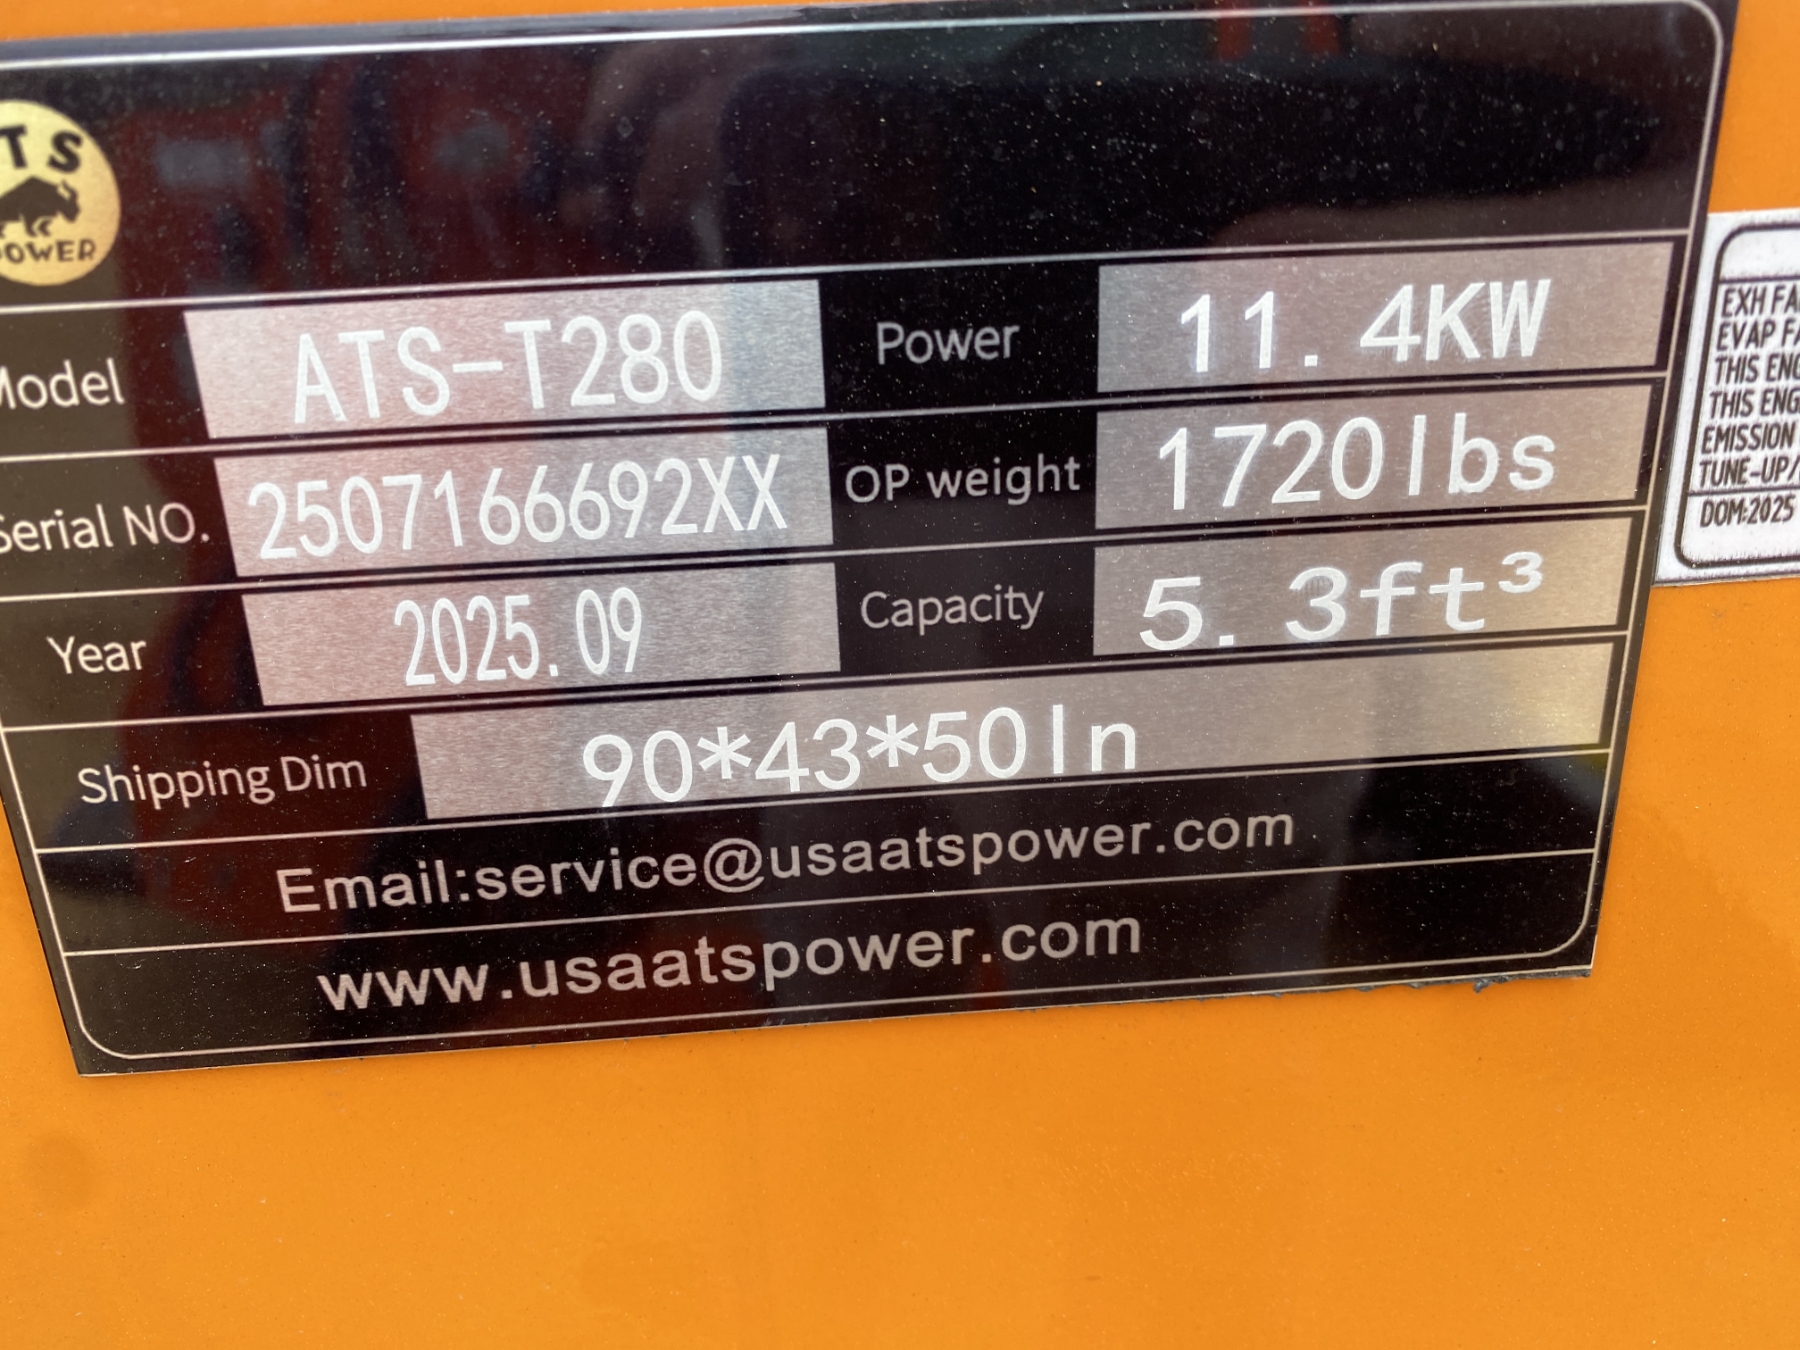 TS
POWER
Model ATS-T280 Power 11.4KW
Serial NO. 2507166692XX OP weight 1720lbs
Year 2025.09 Capacity 5.3ft³
Shipping Dim 90*43*50In
Email:service@usaatspower.com
www.usaatspower.com
EXH FA
EVAP FA
THIS ENG
THIS ENG
EMISSION
TUNE-UP/
DOM:2025